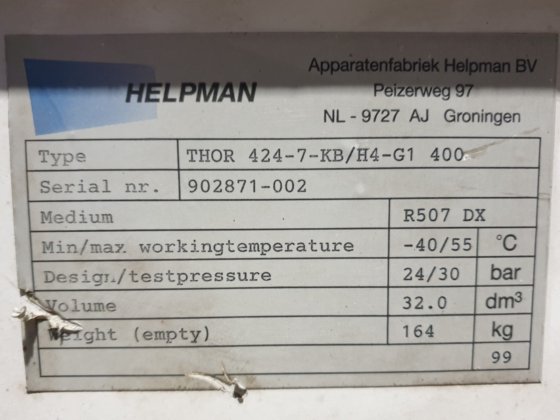 HELPMAN
Apparatenfabriek Helpman BV
Peizerweg 97
NL - 9727 AJ Groningen
Type THOR 424-7-KB/H4-G1 400
Serial nr. 902871-002
Medium R507 DX
Min/max workingtemperature -40/55 °C
Design/testpressure 24/30 bar
Volume 32.0 dm³
Weight (empty) 164 kg
99